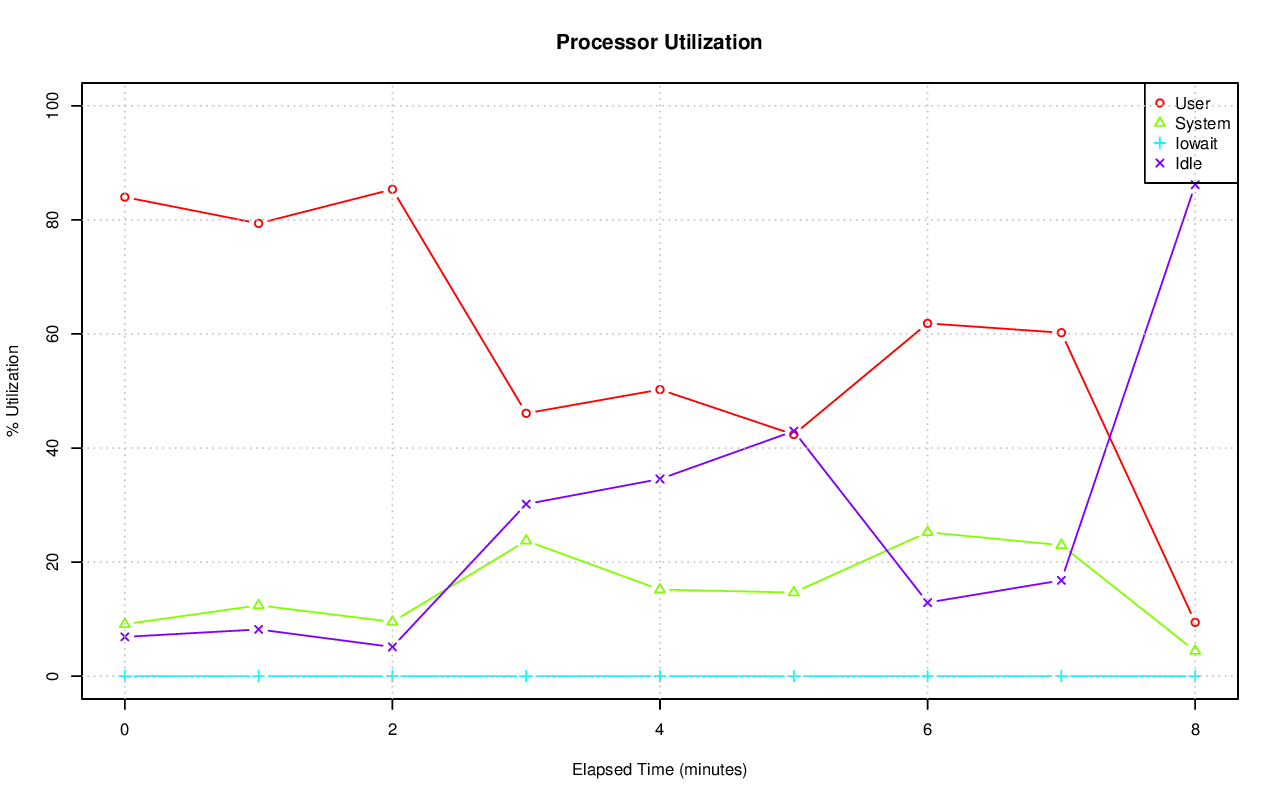 Processor Utilization
100
80
60
40
20
0
% Utilization
User
System
Iowait
Idle
0 2 4 6 8
Elapsed Time (minutes)